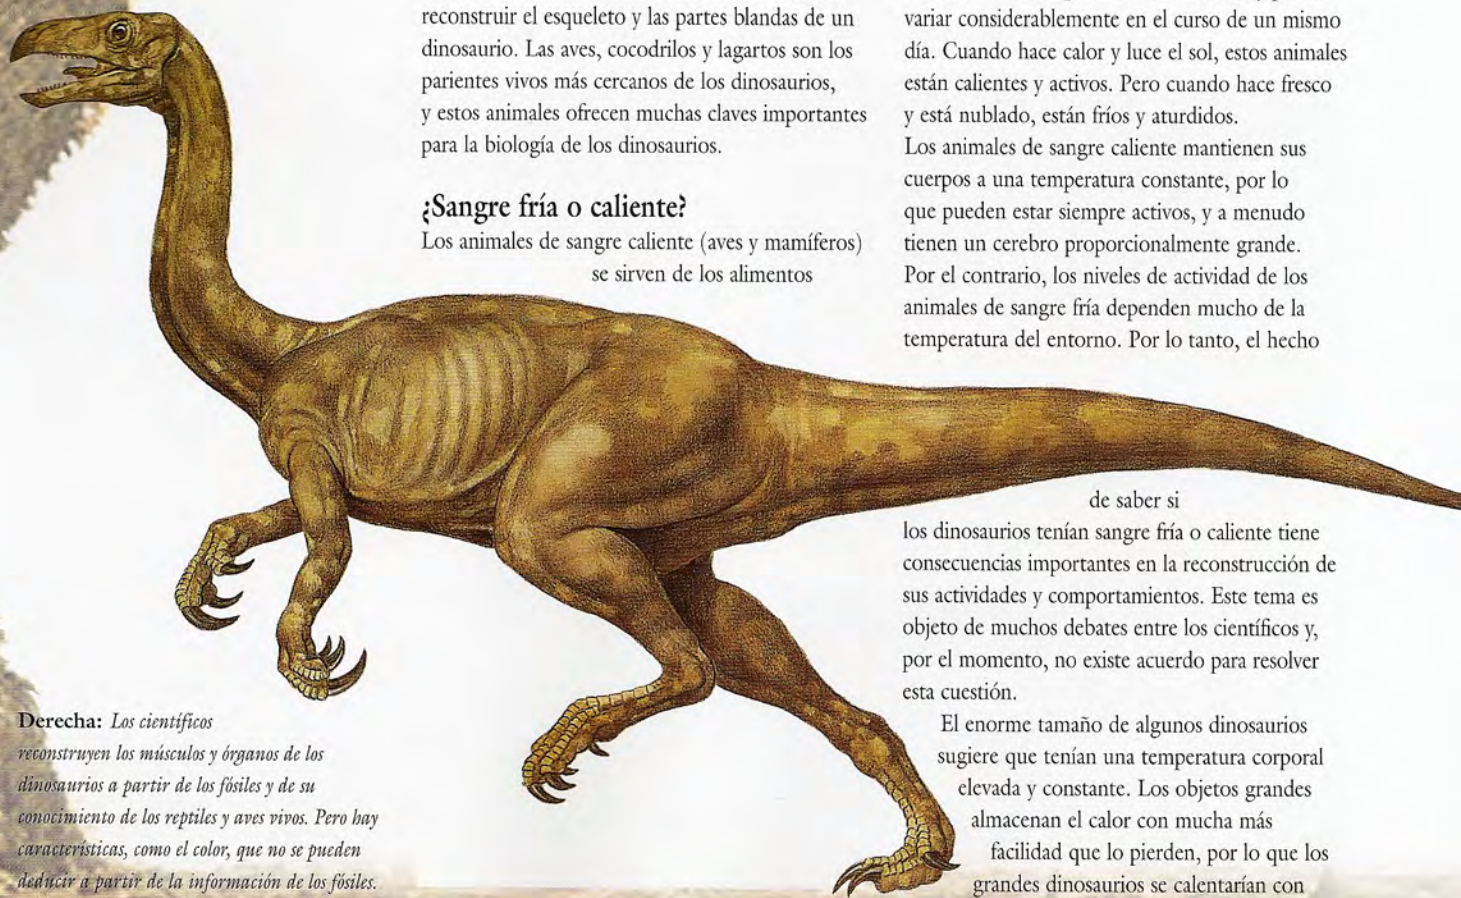 reconstruir el esqueleto y las partes blandas de un
dinosaurio. Las aves, cocodrilos y lagartos son los
parientes vivos más cercanos de los dinosaurios,
y estos animales ofrecen muchas claves importantes
para la biología de los dinosaurios.
¿Sangre fría o caliente?
Los animales de sangre caliente (aves y mamíferos)
se sirven de los alimentos
variar considerablemente en el curso de un mismo
día. Cuando hace calor y luce el sol, estos animales
están calientes y activos. Pero cuando hace fresco
y está nublado, están fríos y aturdidos.
Los animales de sangre caliente mantienen sus
cuerpos a una temperatura constante, por lo
que pueden estar siempre activos, y a menudo
tienen un cerebro proporcionalmente grande.
Por el contrario, los niveles de actividad de los
animales de sangre fría dependen mucho de la
temperatura del entorno. Por lo tanto, el hecho
de saber si
los dinosaurios tenían sangre fría o caliente tiene
consecuencias importantes en la reconstrucción de
sus actividades y comportamientos. Este tema es
objeto de muchos debates entre los científicos y,
por el momento, no existe acuerdo para resolver
esta cuestión.
El enorme tamaño de algunos dinosaurios
sugiere que tenían una temperatura corporal
elevada y constante. Los objetos grandes
almacenan el calor con mucha más
facilidad que lo pierden, por lo que los
grandes dinosaurios se calentarían con
Derecha: Los científicos
reconstruyen los músculos y órganos de los
dinosaurios a partir de los fósiles y de su
conocimiento de los reptiles y aves vivos. Pero hay
características, como el color, que no se pueden
deducir a partir de la información de los fósiles.